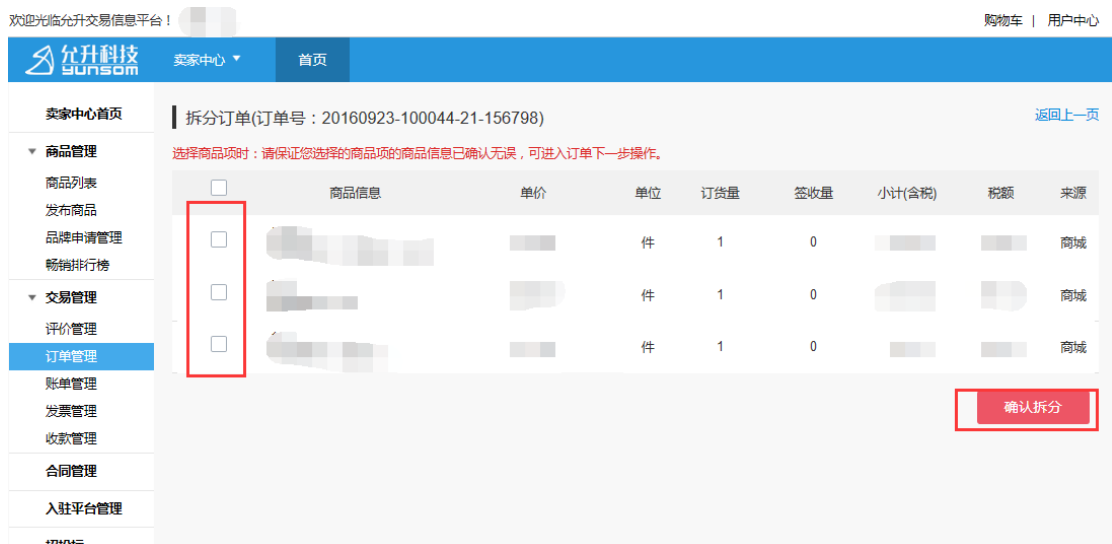 欢迎光临允升交易信息平台！
购物车 | 用户中心
允升科技
yunsom
卖家中心
首页
卖家中心首页
拆分订单(订单号：20160923-100044-21-156798)
返回上一页
商品管理
选择商品项时：请保证您选择的商品项的商品信息已确认无误，可进入订单下一步操作。
商品列表
商品信息 单价 单位 订货量 签收量 小计(含税) 税额 来源
发布商品
品牌申请管理
件 1 0 商城
畅销排行榜
交易管理
件 1 0 商城
评价管理
订单管理
件 1 0 商城
账单管理
发票管理
确认拆分
收款管理
合同管理
入驻平台管理